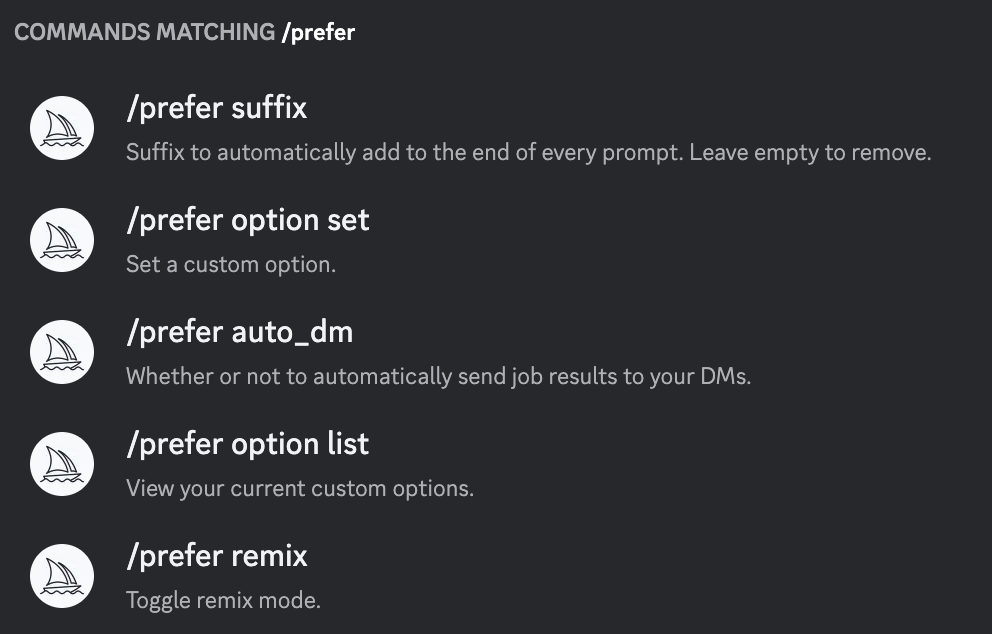 COMMANDS MATCHING /prefer
/prefer suffix
Suffix to automatically add to the end of every prompt. Leave empty to remove.
/prefer option set
Set a custom option.
/prefer auto_dm
Whether or not to automatically send job results to your DMs.
/prefer option list
View your current custom options.
/prefer remix
Toggle remix mode.